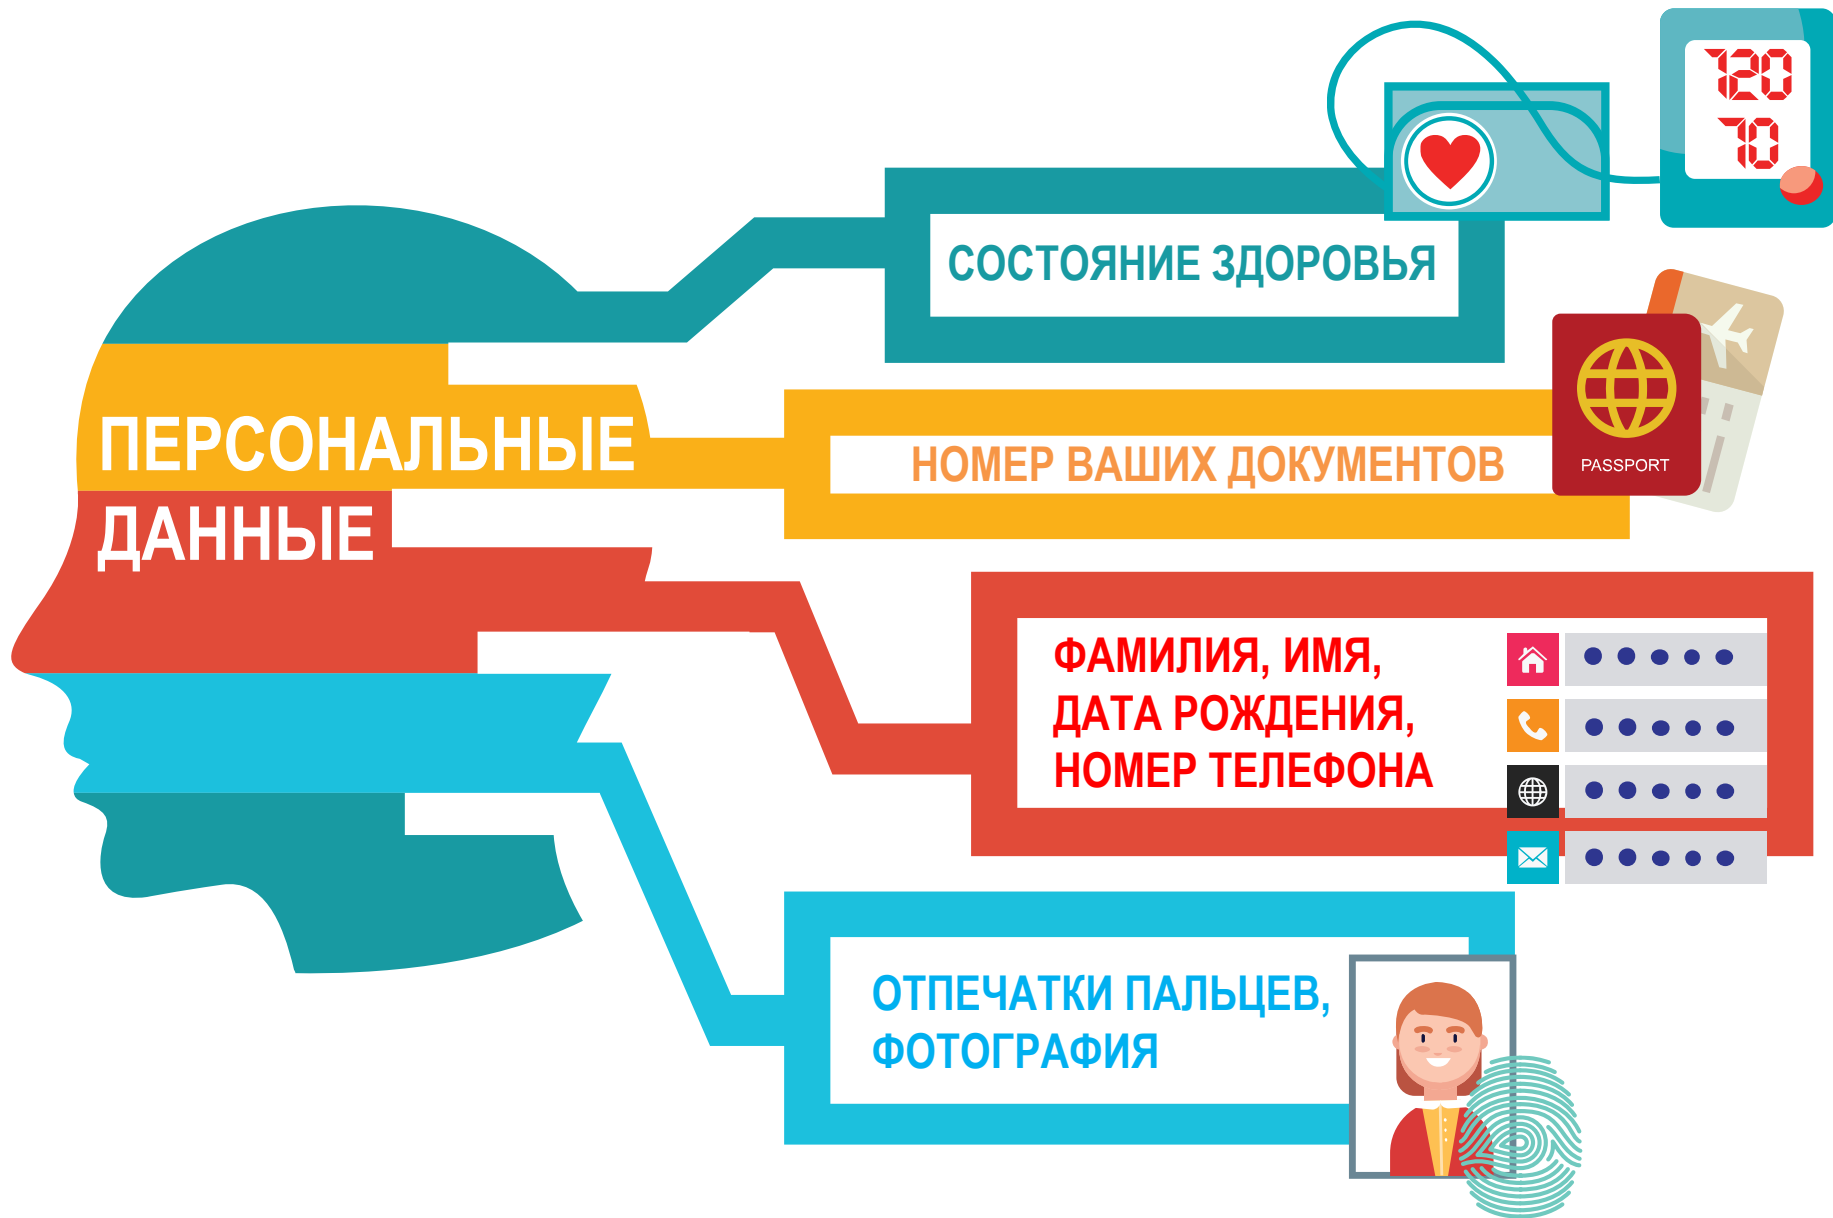 120
70
СОСТОЯНИЕ ЗДОРОВЬЯ
ПЕРСОНАЛЬНЫЕ
ДАННЫЕ
НОМЕР ВАШИХ ДОКУМЕНТОВ
PASSPORT
ФАМИЛИЯ, ИМЯ,
ДАТА РОЖДЕНИЯ,
НОМЕР ТЕЛЕФОНА
ОТПЕЧАТКИ ПАЛЬЦЕВ,
ФОТОГРАФИЯ